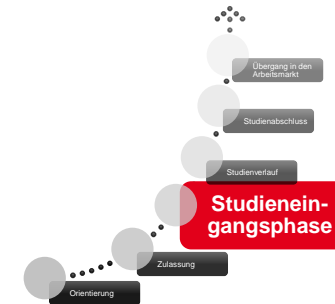 Übergang in den
Arbeitsmarkt
Studienabschluss
Studienverlauf
Studienein-
gangsphase
Zulassung
Orientierung